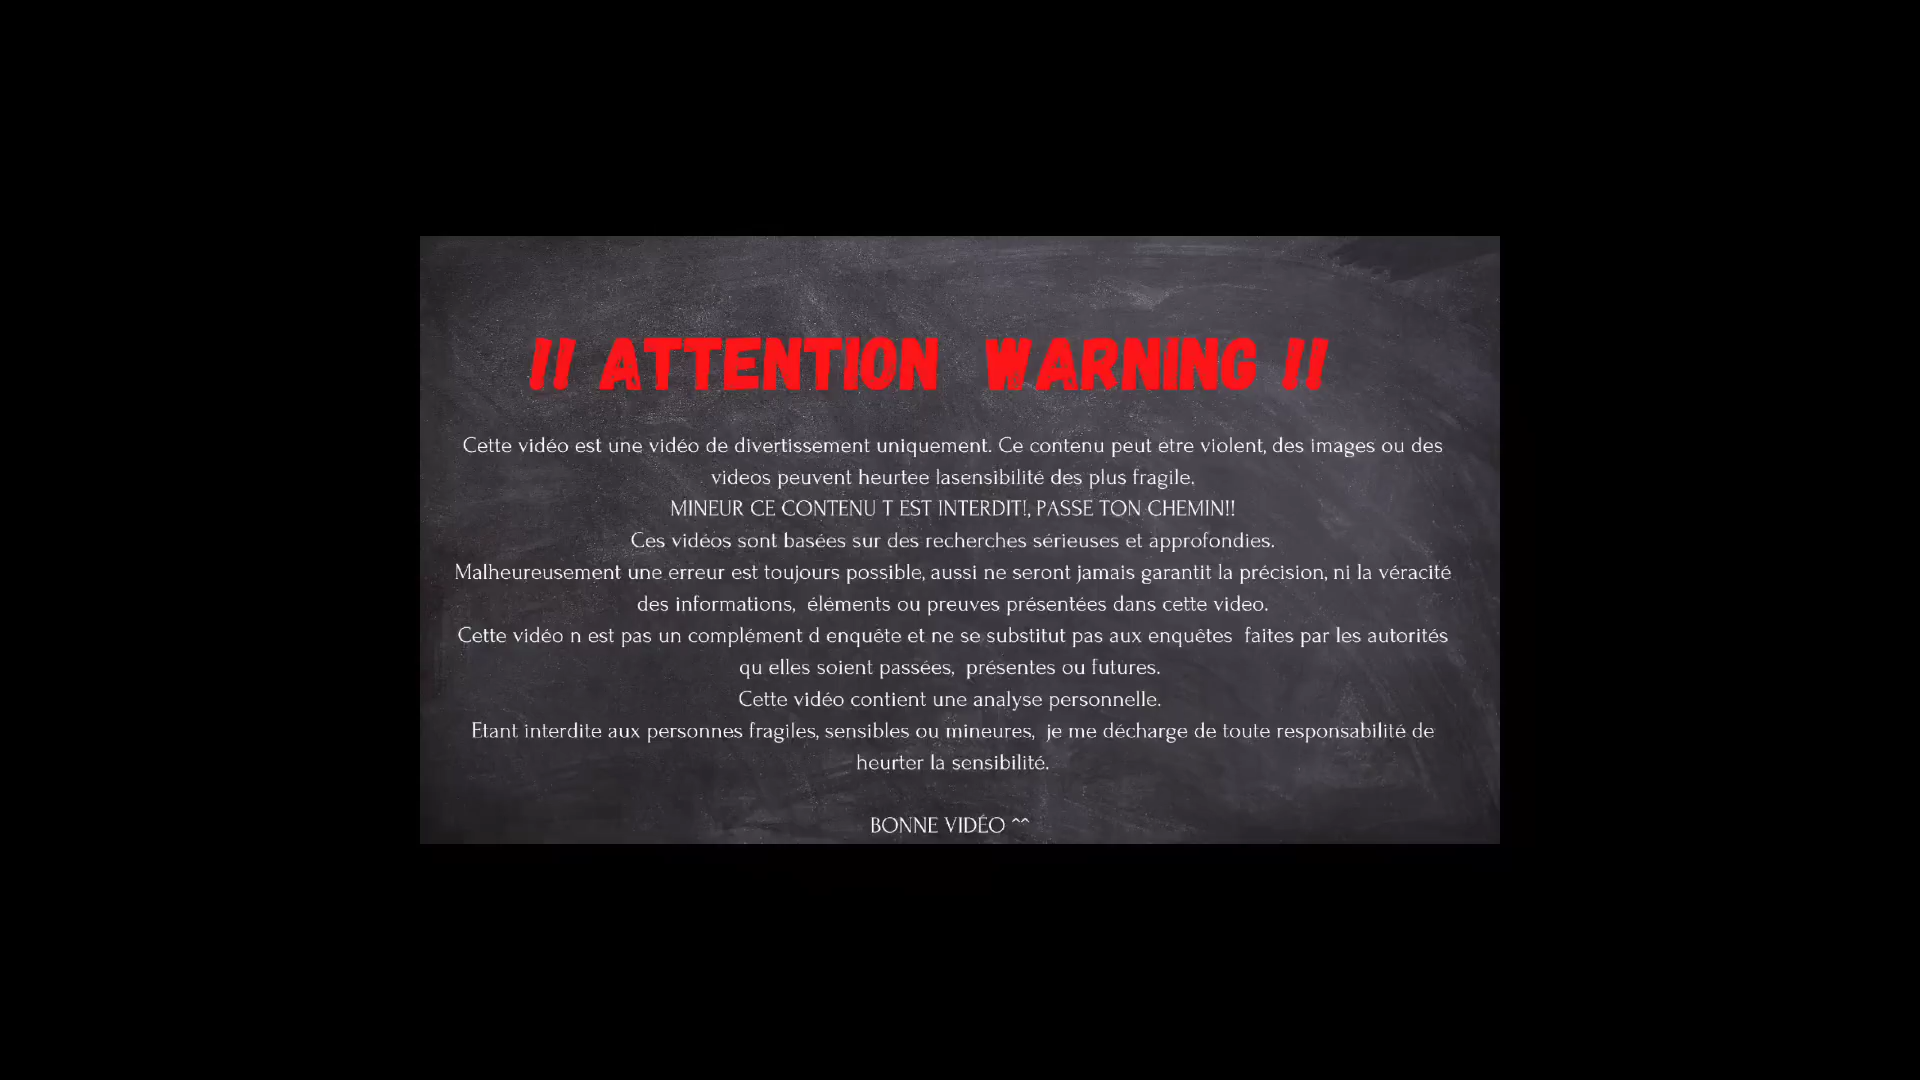 !! ATTENTION  WARNING !!
Cette vidéo est une vidéo de divertissement uniquement. Ce contenu peut etre violent, des images ou des
videos peuvent heurtee lasensibilité des plus fragile.
MINEUR CE CONTENU T EST INTERDIT!, PASSE TON CHEMIN!!
Ces vidéos sont basées sur des recherches sérieuses et approfondies.
Malheureusement une erreur est toujours possible, aussi ne seront jamais garantit la précision, ni la véracité
des informations,  éléments ou preuves présentées dans cette video.
Cette vidéo n est pas un complément d enquête et ne se substitut pas aux enquêtes  faites par les autorités
qu elles soient passées,  présentes ou futures.
Cette vidéo contient une analyse personnelle.
Etant interdite aux personnes fragiles, sensibles ou mineures,  je me décharge de toute responsabilité de
heurter la sensibilité.
BONNE VIDÉO ^^